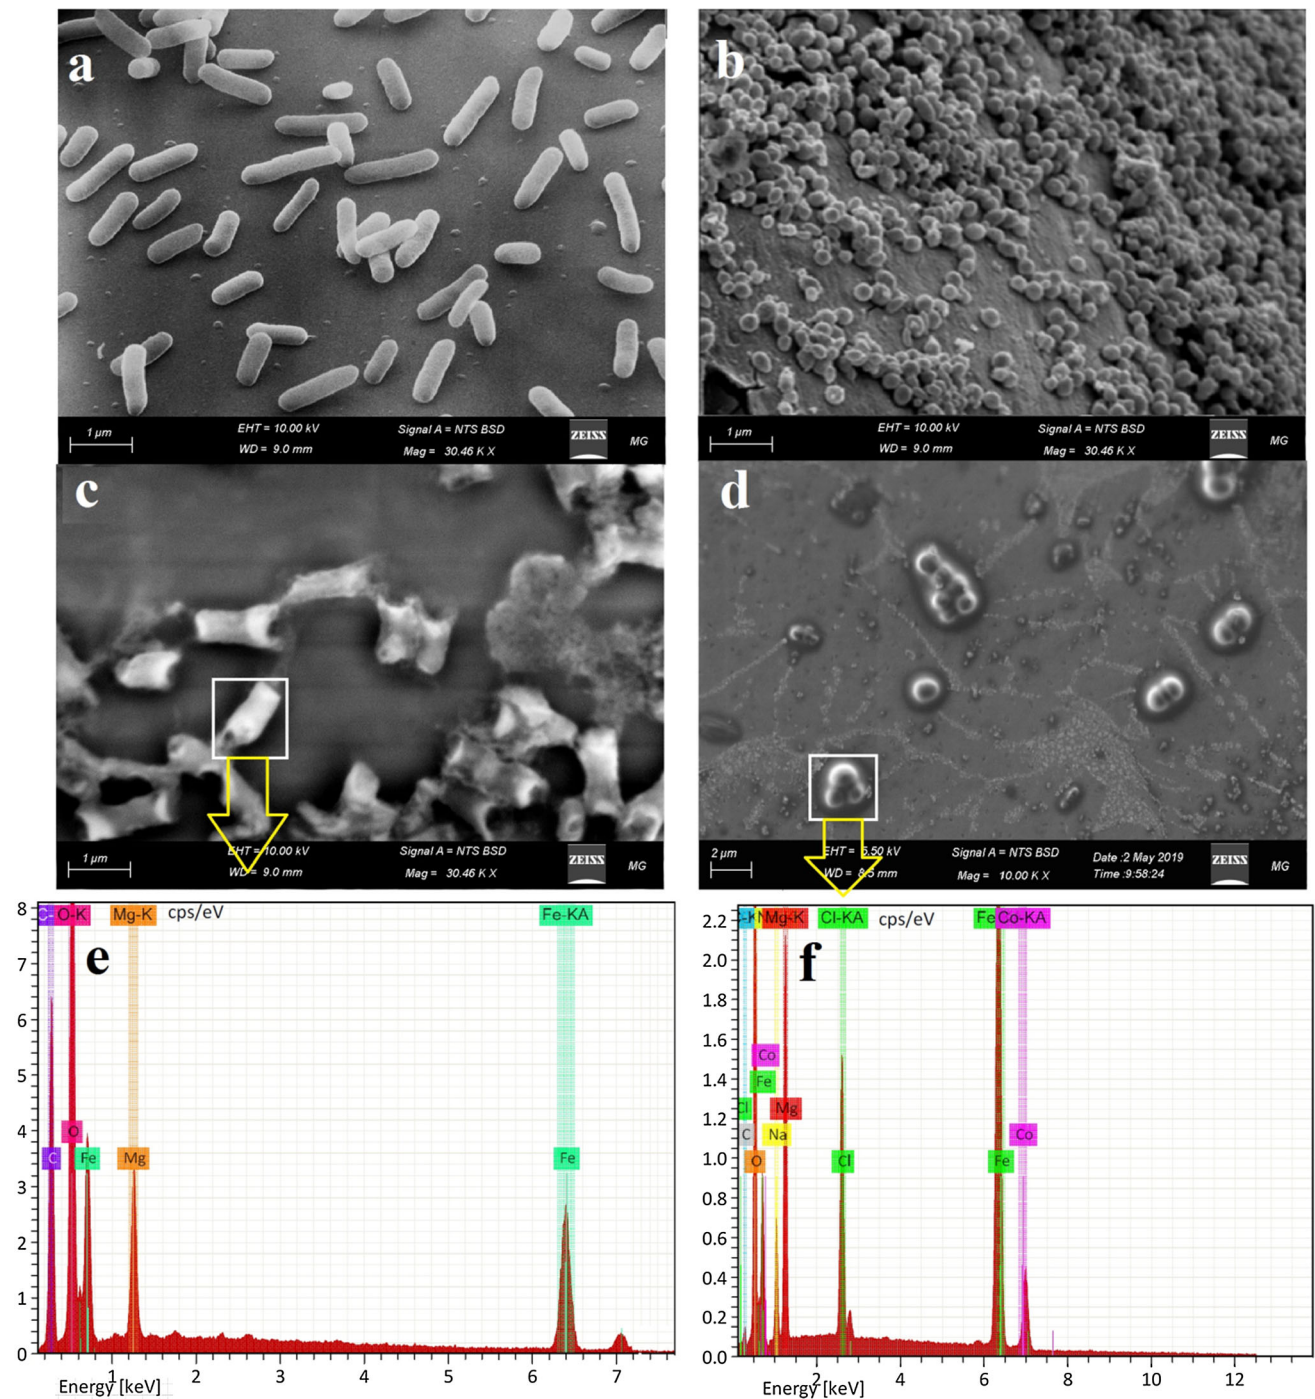 a
1 µm
EHT = 10.00 kV
WD = 9.0 mm
Signal A = NTS BSD
Mag = 30.46 K X
ZEISS
MG
b
1 µm
EHT = 10.00 kV
WD = 9.0 mm
Signal A = NTS BSD
Mag = 30.46 K X
ZEISS
MG
c
1 µm
EHT = 10.00 kV
WD = 9.0 mm
Signal A = NTS BSD
Mag = 30.46 K X
ZEISS
MG
d
2 µm
WD = 8.5 mm
Signal A = NTS BSD
Mag = 10.00 K X
Date :2 May 2019
Time :9:58:24
ZEISS
MG
e
C- O-K Mg-K cps/eV Fe-KA
8
7
6
5
4
3
2
1
0
O
C Fe Mg Fe
1 2 3 4 5 6 7
Energy [keV]
f
Mg-K Cl-KA cps/eV Fe Co-KA
2.2
2.0
1.8
1.6
1.4
1.2
1.0
0.8
0.6
0.4
0.2
0.0
Co
Fe
Cl Mg
C Na Co
O Cl Fe
2 4 6 8 10 12
Energy [keV]